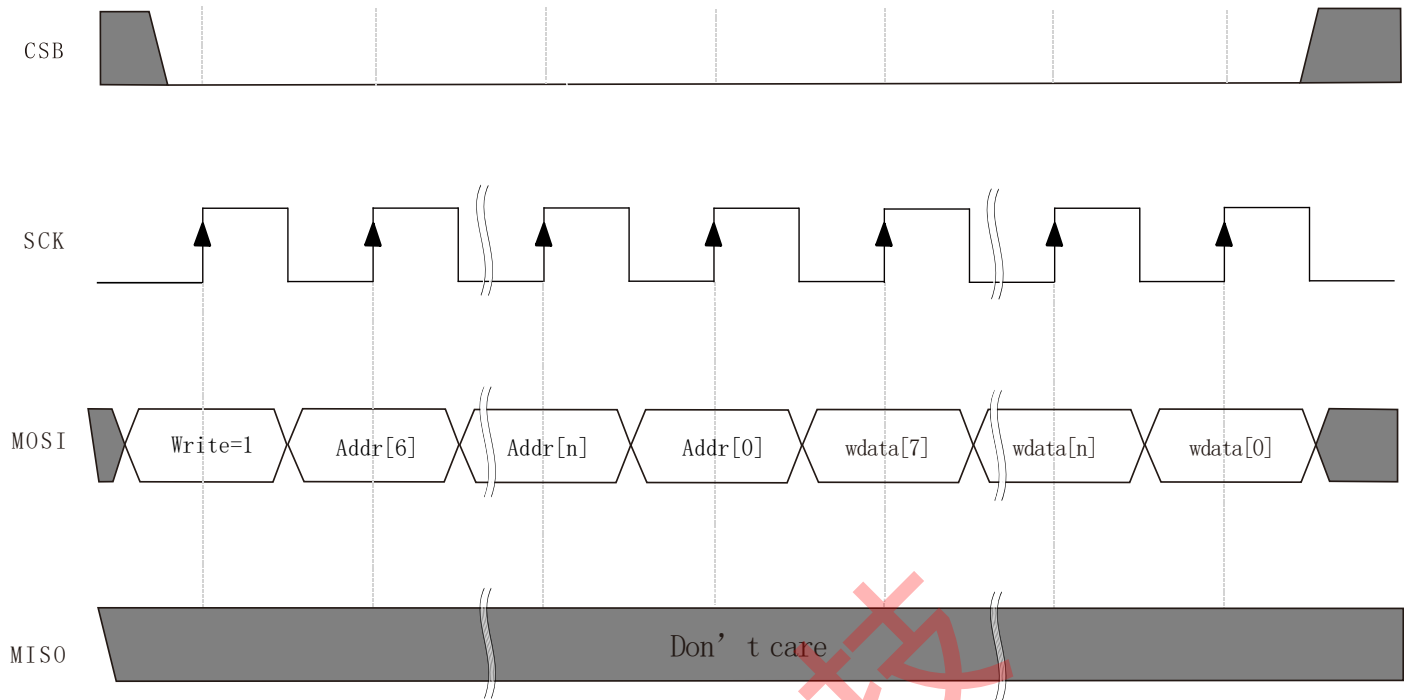 CSB
SCK
MOSI Write=1 Addr[6] Addr[n] Addr[0] wdata[7] wdata[n] wdata[0]
MISO Don’t care